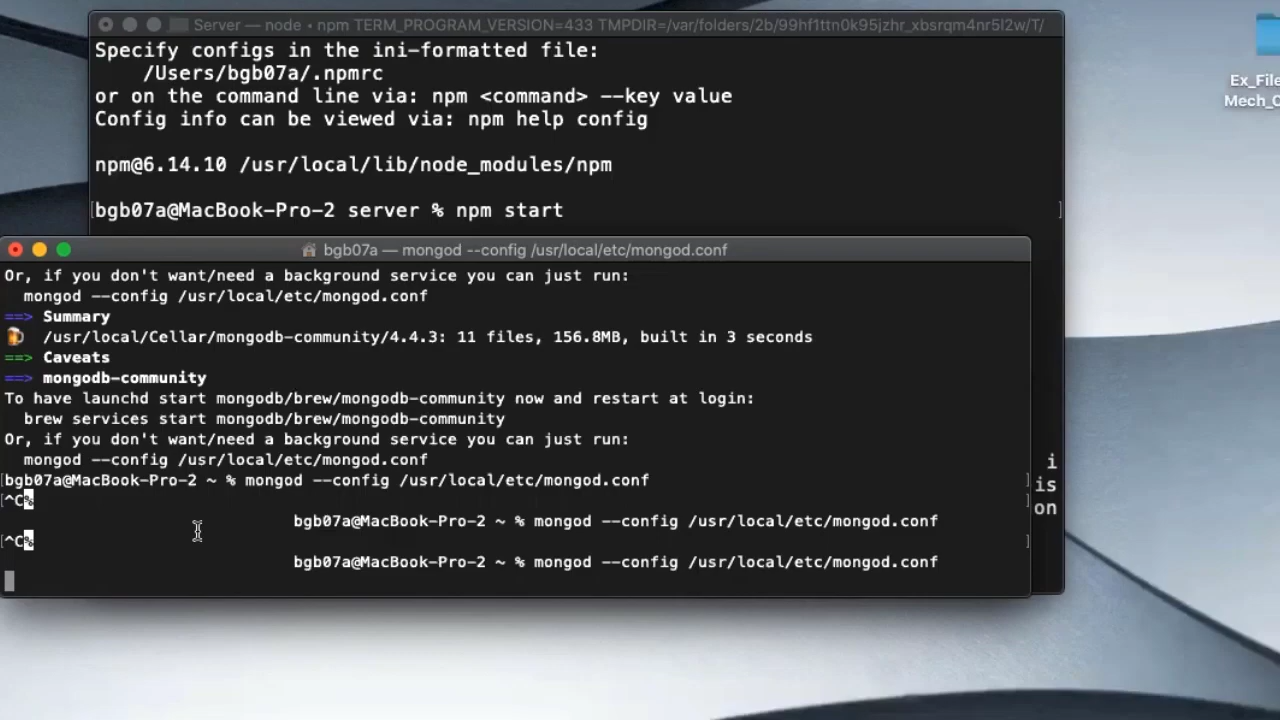 Server — node • npm TERM_PROGRAM_VERSION=433 TMPDIR=/var/folders/2b/99hf1ttn0k95jzhr_xbsrqm4nr5l2w/T/
Specify configs in the ini-formatted file:
/Users/bgb07a/.npmrc
or on the command line via: npm <command> --key value
Config info can be viewed via: npm help config
npm@6.14.10 /usr/local/lib/node_modules/npm
[bgb07a@MacBook-Pro-2 server % npm start ]
bgb07a — mongod --config /usr/local/etc/mongod.conf
Or, if you don't want/need a background service you can just run:
mongod --config /usr/local/etc/mongod.conf
==> Summary
🍺 /usr/local/Cellar/mongodb-community/4.4.3: 11 files, 156.8MB, built in 3 seconds
==> Caveats
==> mongodb-community
To have launchd start mongodb/brew/mongodb-community now and restart at login:
brew services start mongodb/brew/mongodb-community
Or, if you don't want/need a background service you can just run:
mongod --config /usr/local/etc/mongod.conf
[bgb07a@MacBook-Pro-2 ~ % mongod --config /usr/local/etc/mongod.conf ]
[^C% ]
bgb07a@MacBook-Pro-2 ~ % mongod --config /usr/local/etc/mongod.conf
[^C% ]
bgb07a@MacBook-Pro-2 ~ % mongod --config /usr/local/etc/mongod.conf
i
is
on
Ex_File
Mech_C